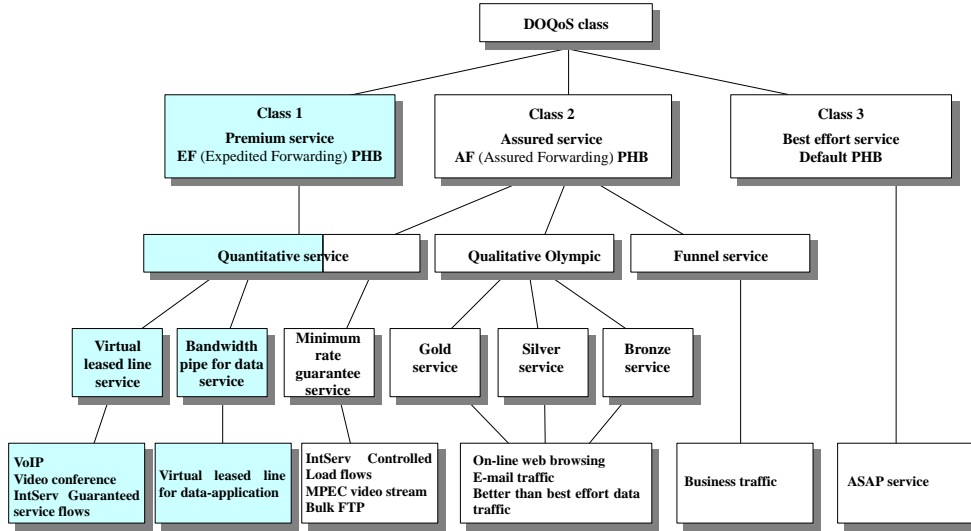 DOQoS class
Class 1
Premium service
EF (Expedited Forwarding) PHB
Class 2
Assured service
AF (Assured Forwarding) PHB
Class 3
Best effort service
Default PHB
Quantitative service
Qualitative Olympic
Funnel service
Virtual
leased line
service
Bandwidth
pipe for data
service
Minimum
rate
guarantee
service
Gold
service
Silver
service
Bronze
service
VoIP
Video conference
IntServ Guaranteed
service flows
Virtual leased line
for data-application
IntServ Controlled
Load flows
MPEC video stream
Bulk FTP
On-line web browsing
E-mail traffic
Better than best effort data
traffic
Business traffic
ASAP service